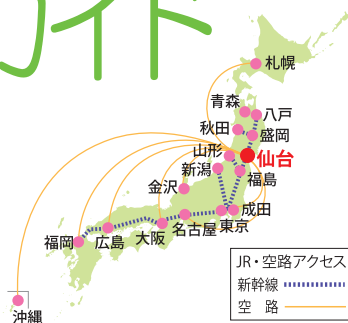 ガイド
札幌
青森
八戸
秋田
盛岡
山形
仙台
新潟
福島
金沢
成田
福岡
広島
大阪
名古屋
東京
沖縄
JR・空路アクセス
新幹線
空　路